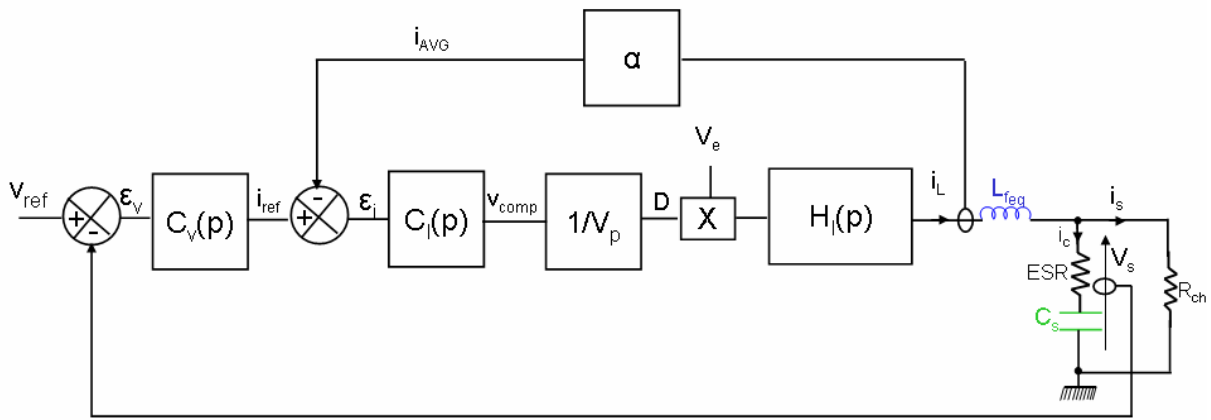 i_AVG
α
V_e
v_ref
+
-
ε_v
C_v(p)
i_ref
+
-
ε_i
C_I(p)
v_comp
1/V_p
D
X
H_I(p)
i_L
L_feq
i_s
i_c
ESR
V_s
C_s
R_ch